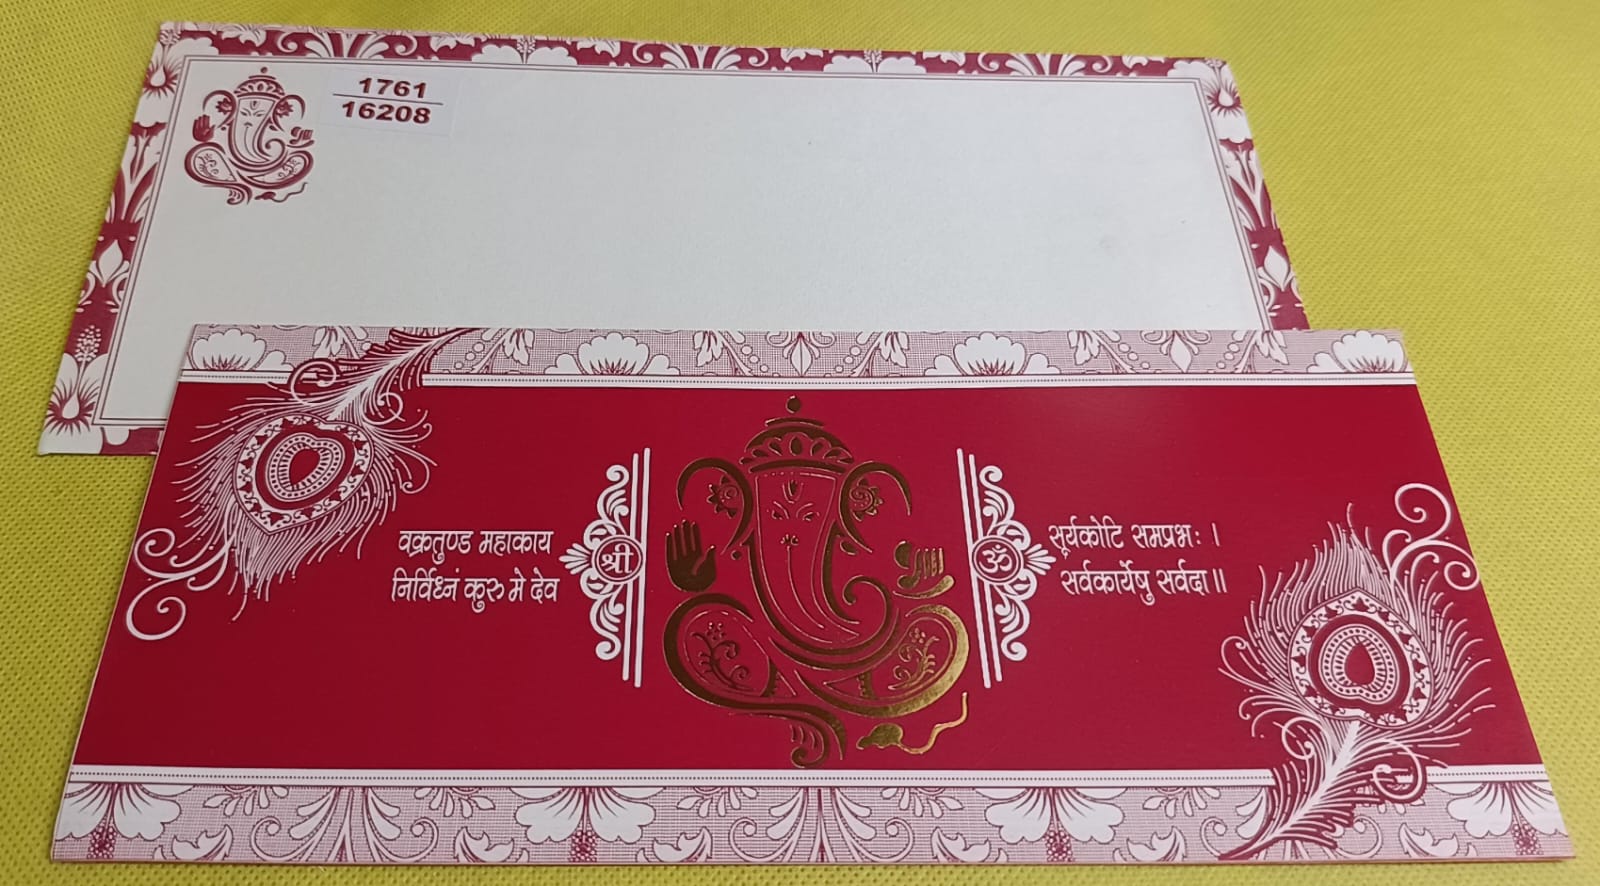 1761
16208
वक्रतुण्ड महाकाय
निर्विध्नं कुरु मे देव
श्री
ॐ
सूर्यकोटि समप्रभः ।
सर्वकार्येषु सर्वदा ॥